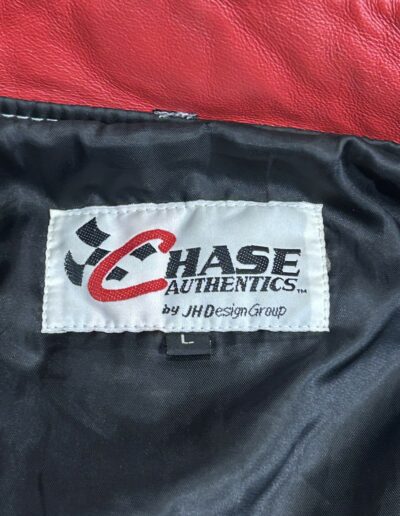 CHASE
AUTHENTICS™
by JH Design Group
L